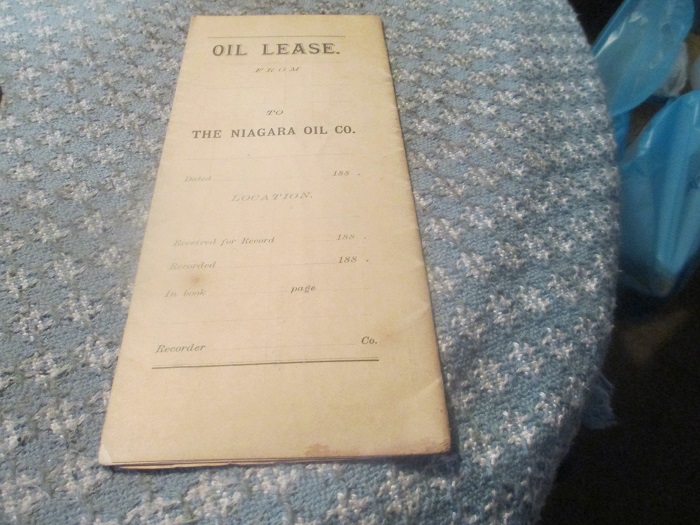 OIL LEASE.
FROM
TO
THE NIAGARA OIL CO.
Dated 188 .
LOCATION.
Received for Record 188 .
Recorded 188 .
In book page
Recorder Co.